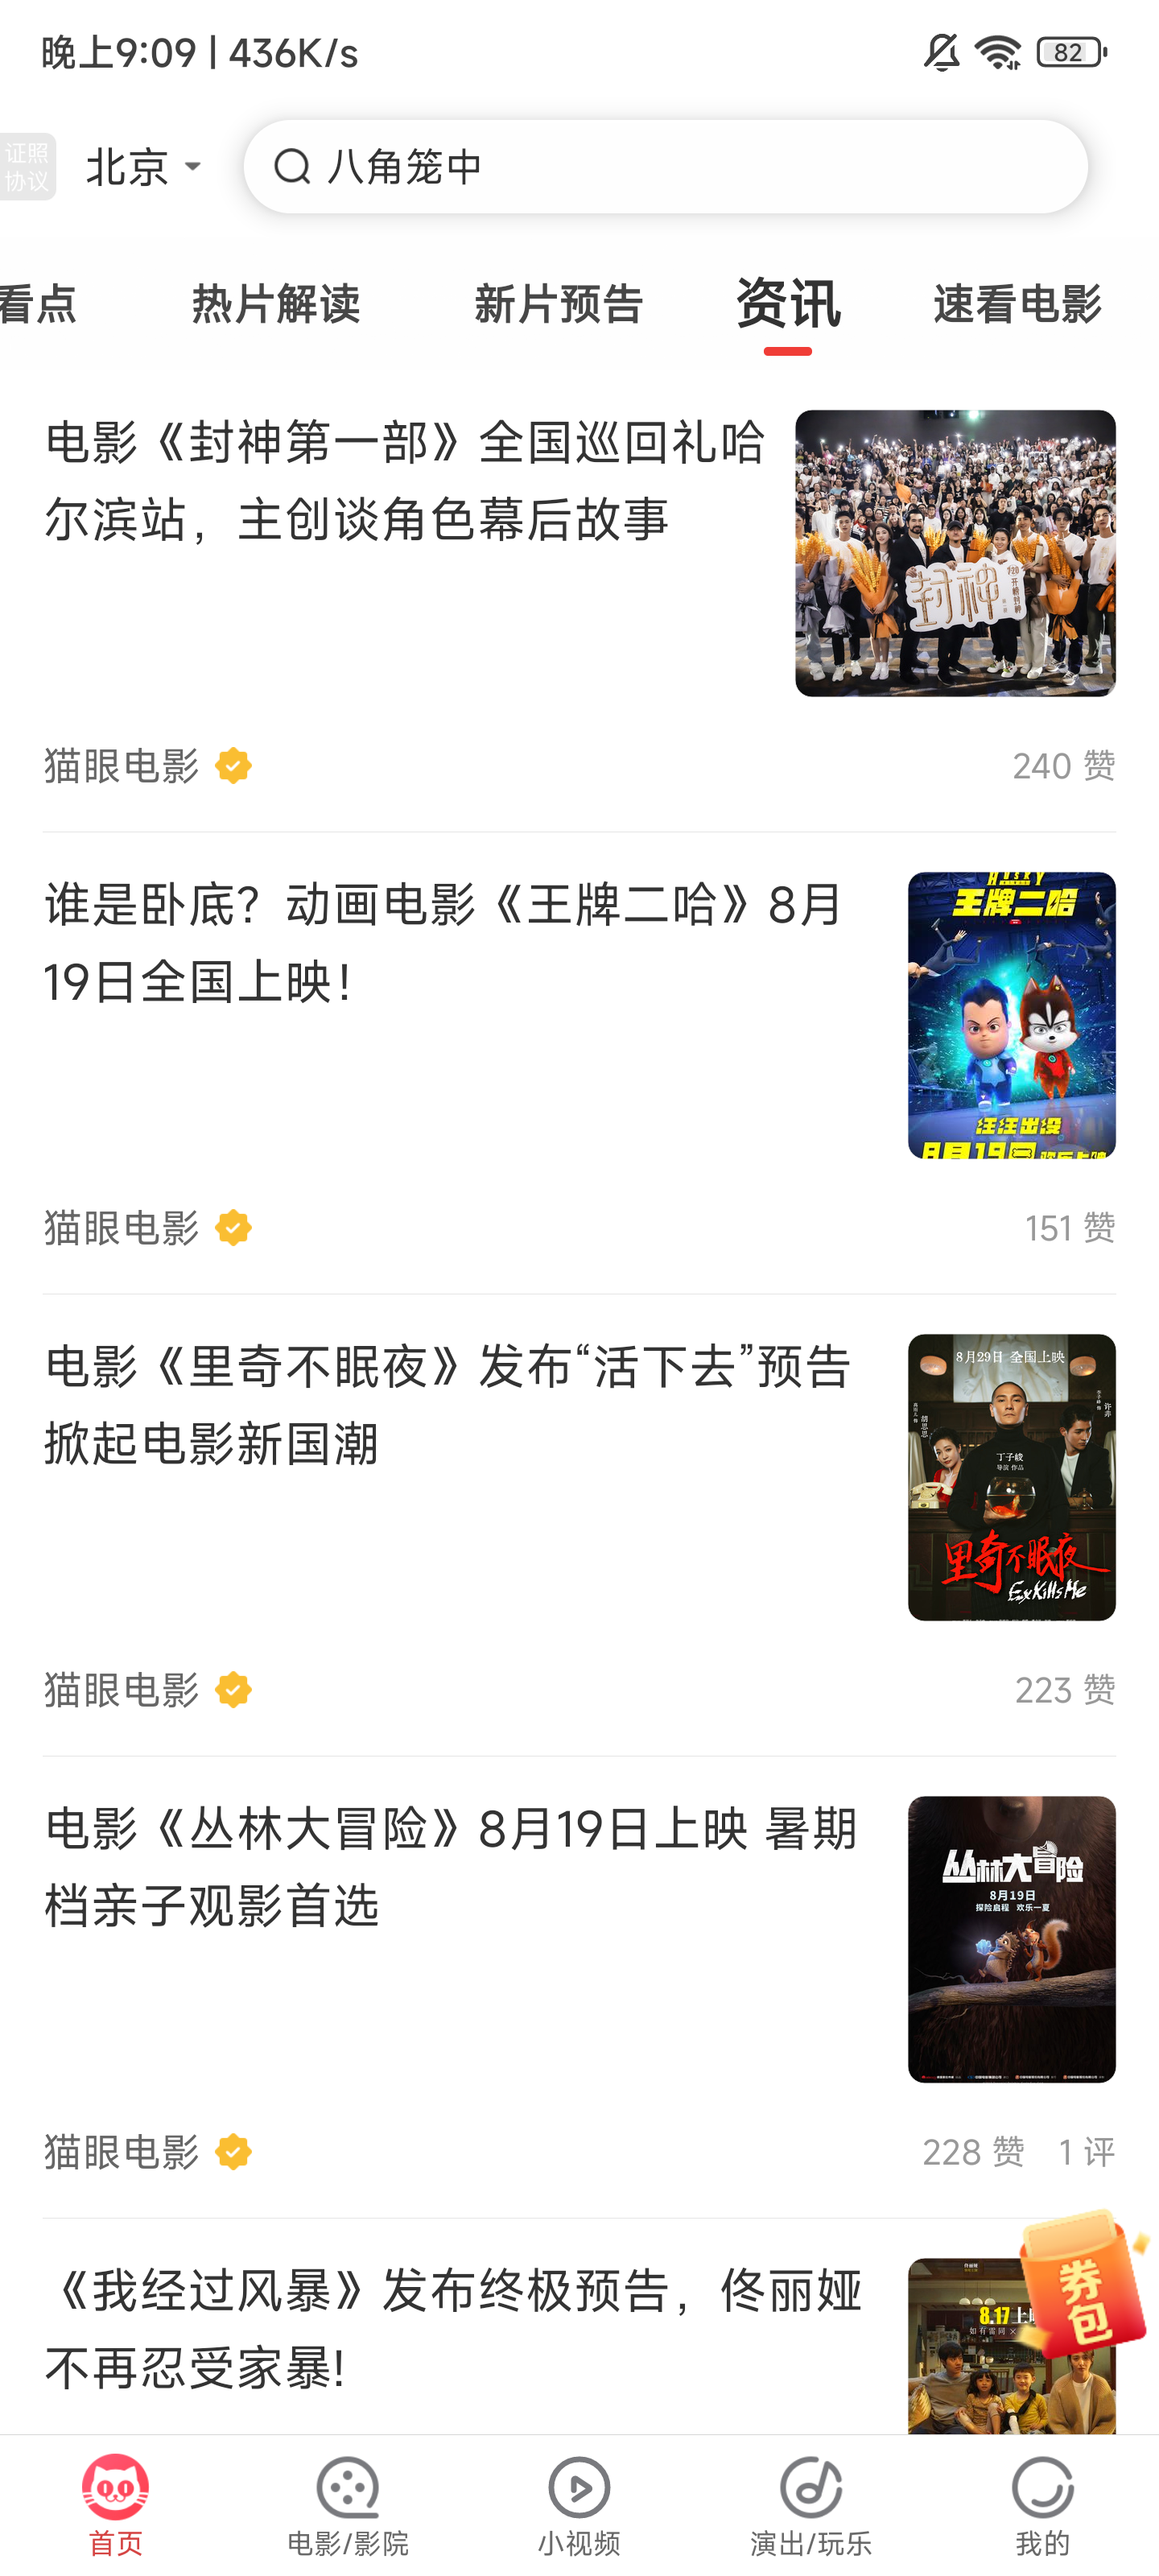 晚上9:09 | 436K/s
82
证照
协议
北京
八角笼中
看点
热片解读
新片预告
资讯
速看电影
电影《封神第一部》全国巡回礼哈
尔滨站，主创谈角色幕后故事
封神
猫眼电影
240 赞
谁是卧底？动画电影《王牌二哈》8月
19日全国上映！
HUSKY
王牌二哈
汪汪出没
8月19日
猫眼电影
151 赞
电影《里奇不眠夜》发布“活下去”预告
掀起电影新国潮
8月29日 全国上映
丁子峻
导演 作品
里奇不眠夜
Ex Kills Me
猫眼电影
223 赞
电影《丛林大冒险》8月19日上映 暑期
档亲子观影首选
丛林大冒险
8月19日
探险启程 欢乐一夏
猫眼电影
228 赞
1 评
《我经过风暴》发布终极预告，佟丽娅
不再忍受家暴!
8.17 上
券包
首页
电影/影院
小视频
演出/玩乐
我的